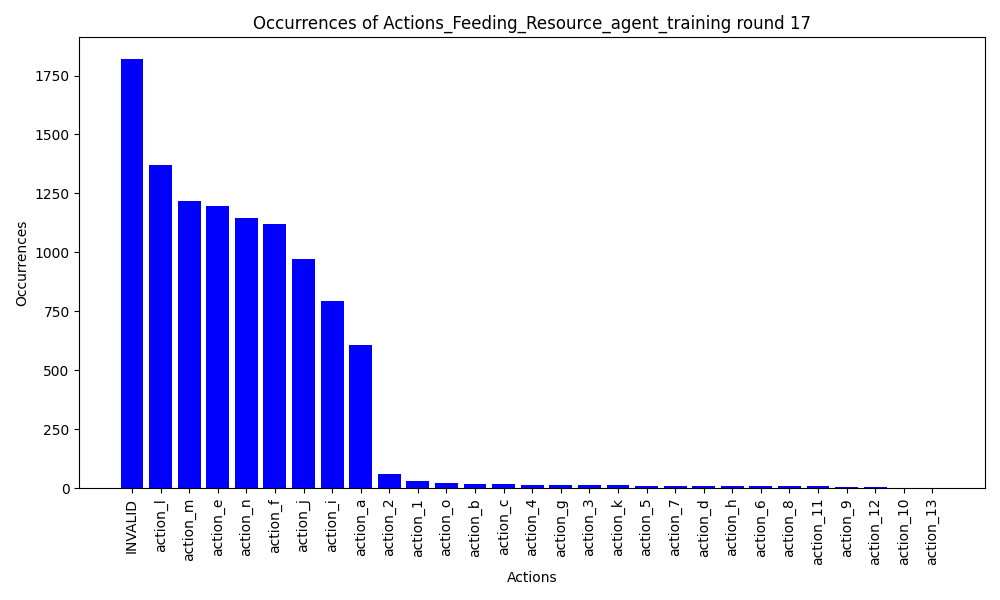 Occurrences of Actions_Feeding_Resource_agent_training round 17
1750
1500
1250
1000
750
500
250
0
Occurrences
INVALID
action_l
action_m
action_e
action_n
action_f
action_j
action_i
action_a
action_2
action_1
action_o
action_b
action_c
action_4
action_g
action_3
action_k
action_5
action_7
action_d
action_h
action_6
action_8
action_11
action_9
action_12
action_10
action_13
Actions